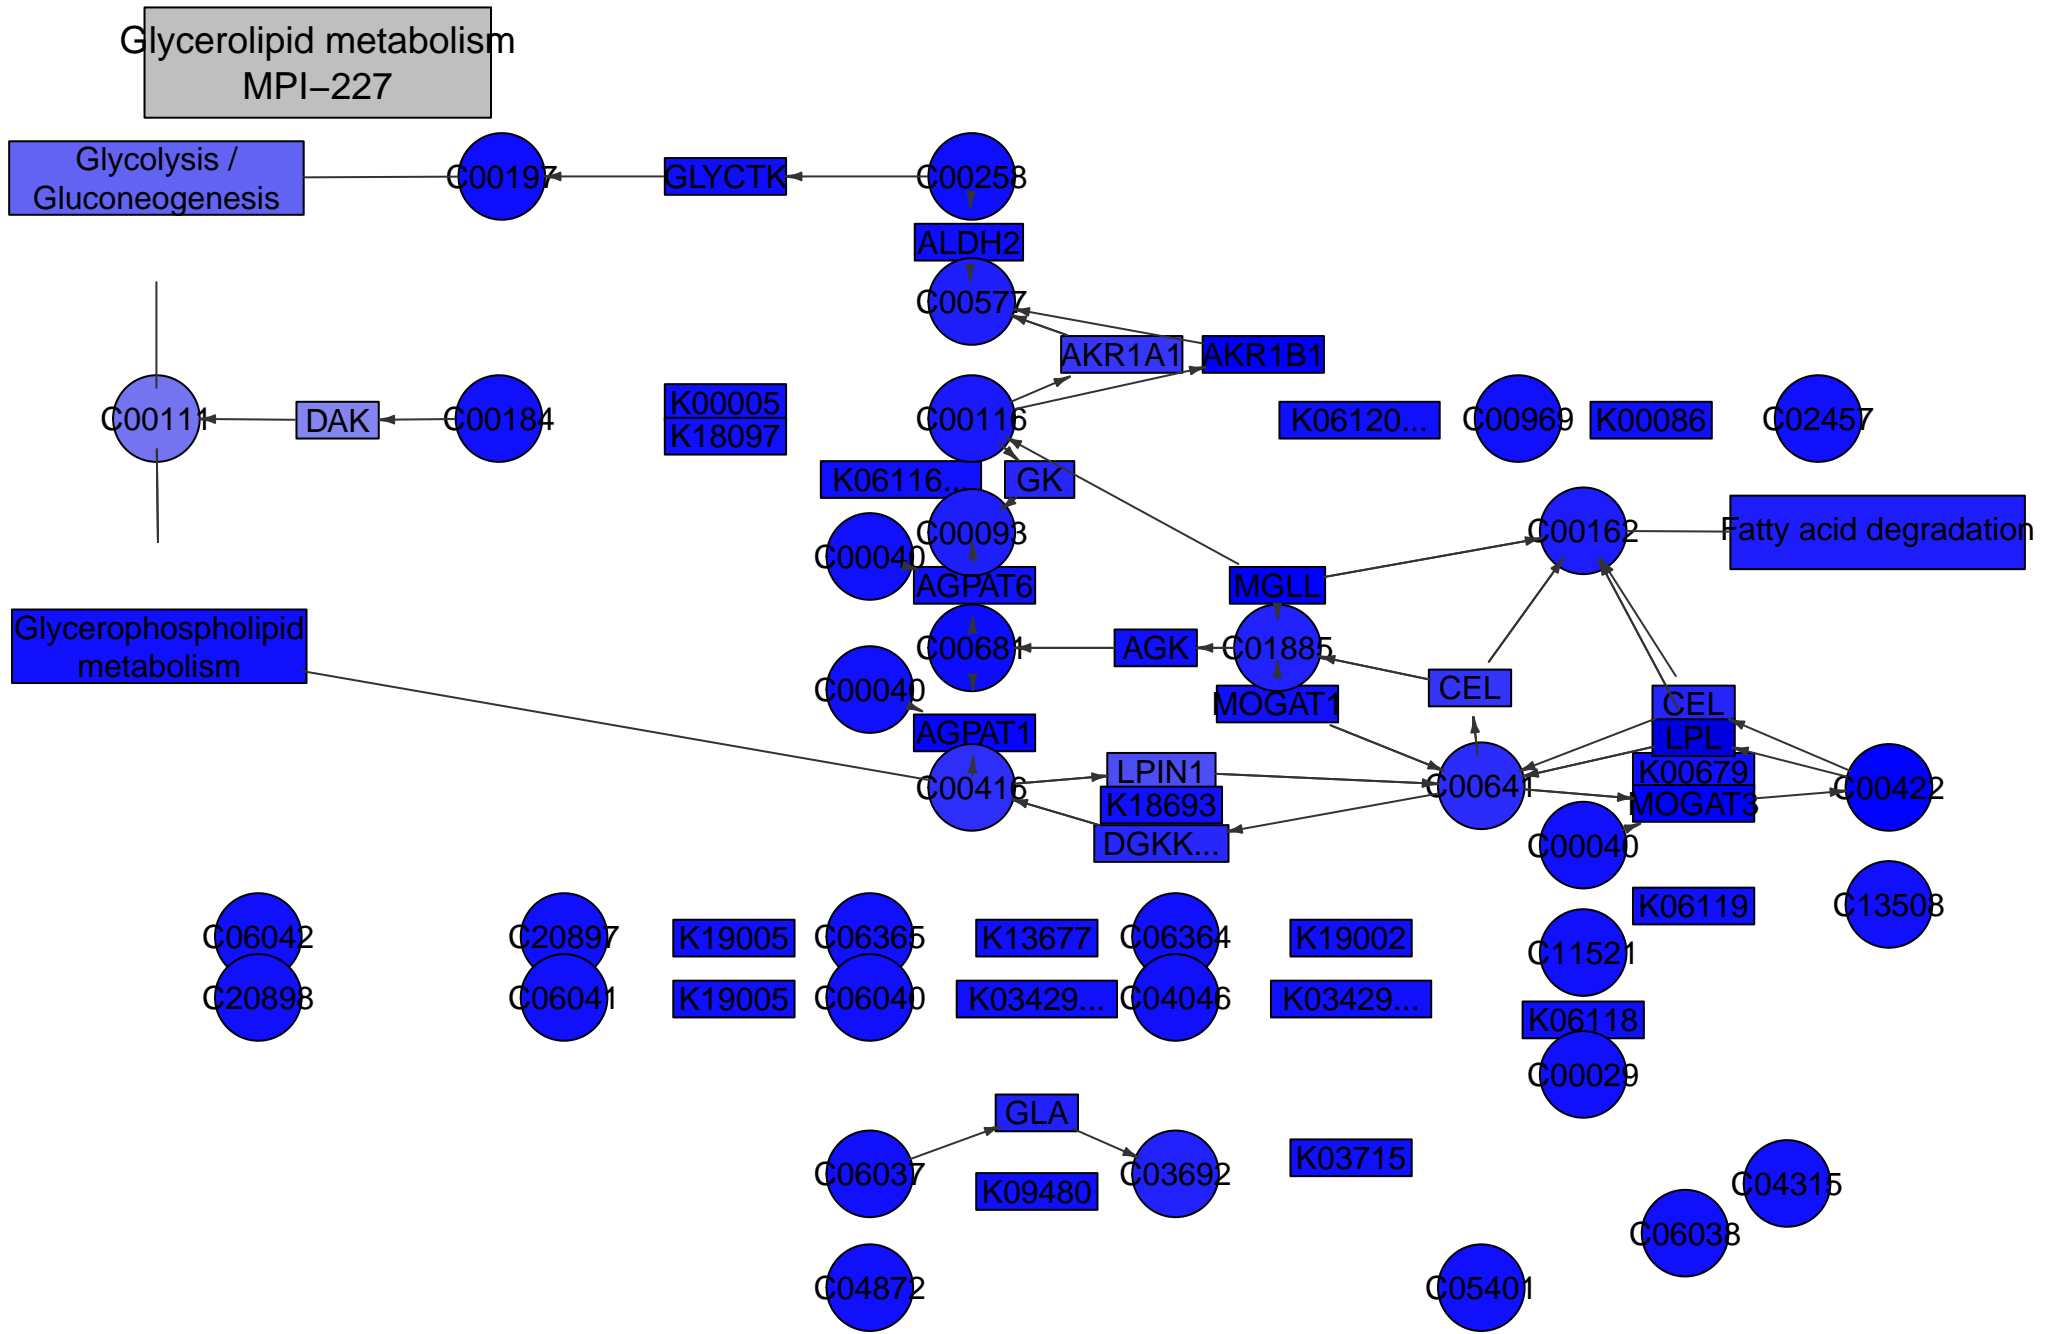 Glycerolipid metabolism
MPI−227
Glycolysis /
Gluconeogenesis
C00197
GLYCTK
C00258
ALDH2
C00577
AKR1A1
AKR1B1
C00111
DAK
C00184
K00005
K18097
C00116
K06120...
C00969
K00086
C02457
K06116...
GK
C00093
C00162
Fatty acid degradation
C00040
AGPAT6
MGLL
Glycerophospholipid
metabolism
C00681
AGK
C01885
C00040
MOGAT1
CEL
CEL
AGPAT1
LPL
C00416
LPIN1
K18693
DGKK...
C00641
K00679
MOGAT3
C00422
C00040
K06119
C13508
C06042
C20897
K19005
C06365
K13677
C06364
K19002
C11521
C20898
C06041
K19005
C06040
K03429...
C04046
K03429...
K06118
C00029
GLA
C06037
C03692
K09480
K03715
C04315
C06038
C04872
C05401